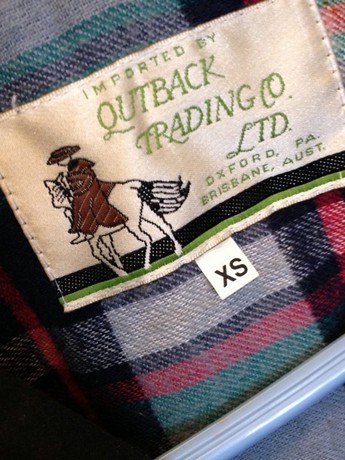 IMPORTED BY
OUTBACK
TRADING CO.
LTD.
OXFORD, PA.
BRISBANE, AUST.
XS